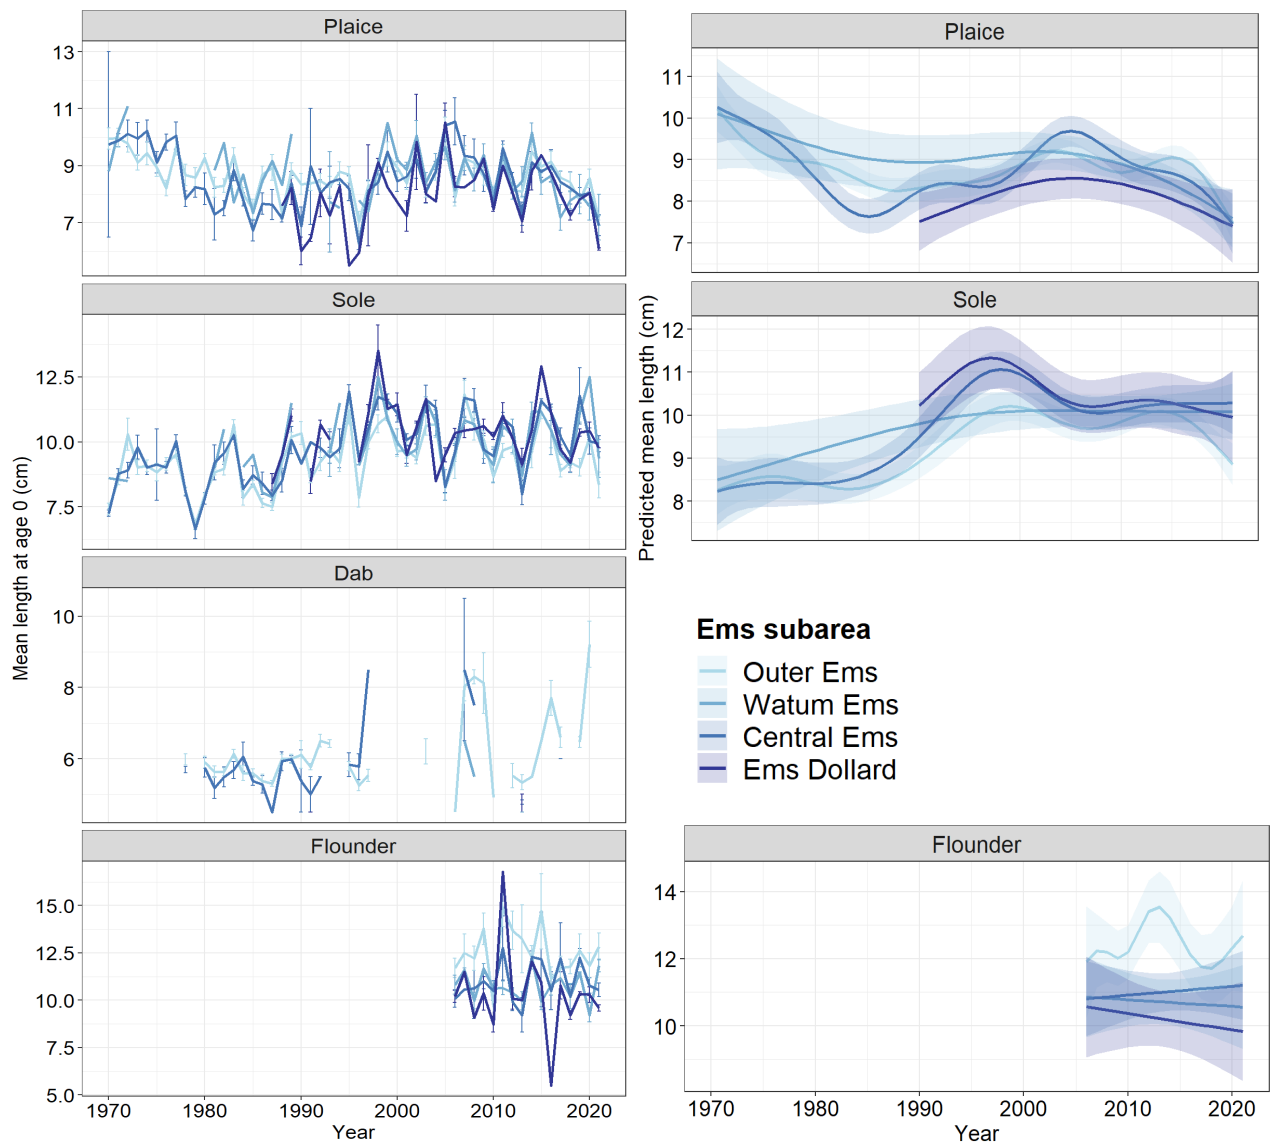 Plaice
13
11
9
7
Sole
12.5
10.0
7.5
Dab
10
8
6
Flounder
15.0
12.5
10.0
7.5
5.0
1970 1980 1990 2000 2010 2020
Year
Mean length at age 0 (cm)
Plaice
11
10
9
8
7
Sole
12
11
10
9
8
Predicted mean length (cm)
Ems subarea
Outer Ems
Watum Ems
Central Ems
Ems Dollard
Flounder
14
12
10
1970 1980 1990 2000 2010 2020
Year